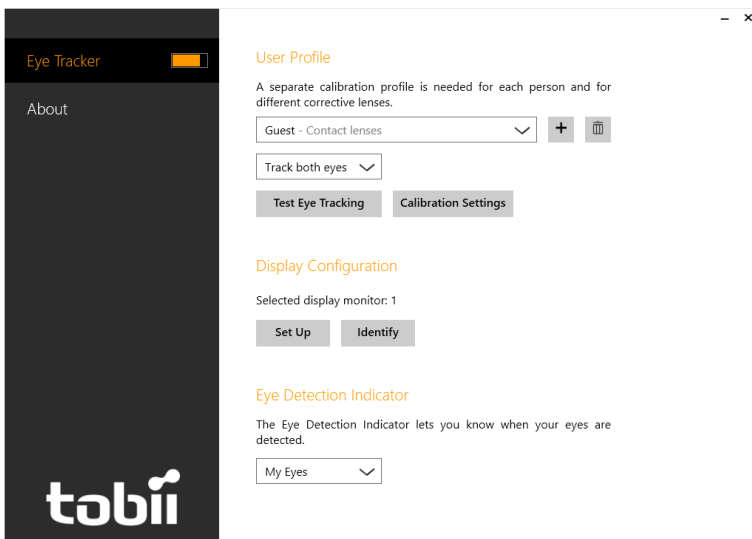 Eye Tracker
About
tobii
User Profile
A separate calibration profile is needed for each person and for
different corrective lenses.
Guest - Contact lenses
Track both eyes
Test Eye Tracking
Calibration Settings
Display Configuration
Selected display monitor: 1
Set Up
Identify
Eye Detection Indicator
The Eye Detection Indicator lets you know when your eyes are
detected.
My Eyes